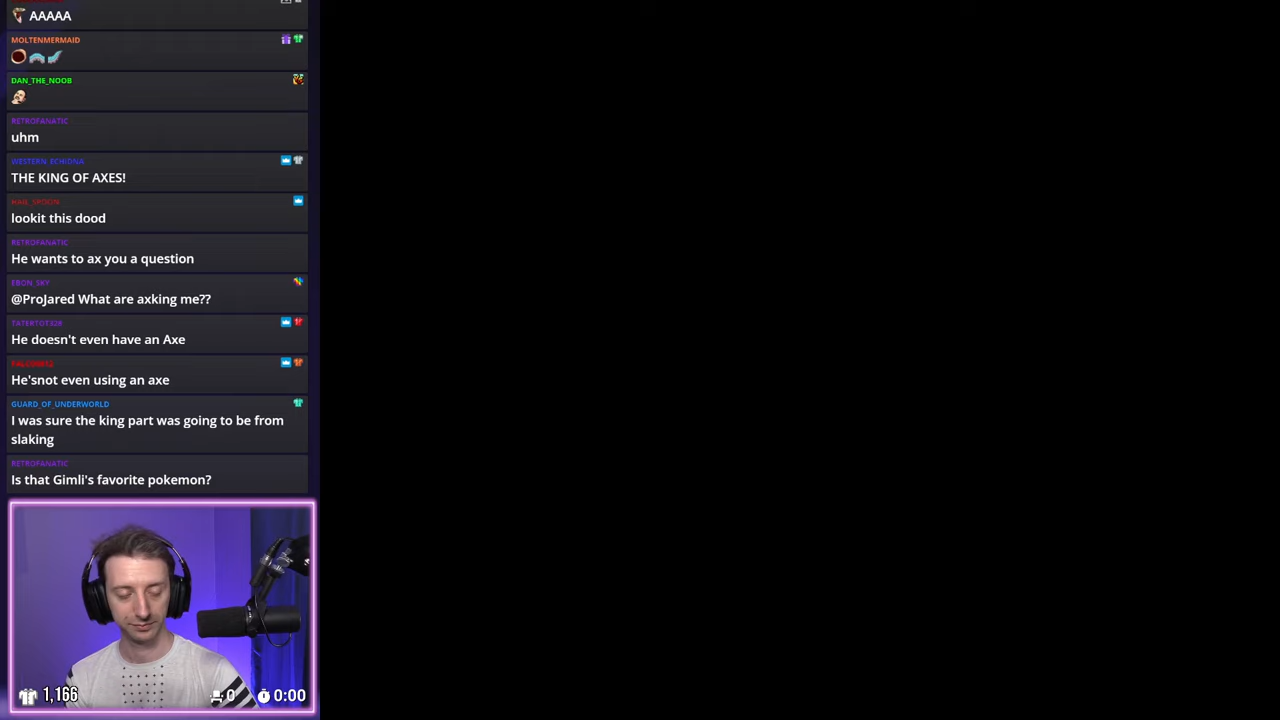 AAAAA
MOLTENMERMAID
DAN_THE_NOOB
RETROFANATIC
uhm
WESTERN_ECHIDNA
THE KING OF AXES!
HAIL_SPOON
lookit this dood
RETROFANATIC
He wants to ax you a question
EBON_SKY
@ProJared What are axking me??
He doesn't even have an Axe
He'snot even using an axe
GUARD_OF_UNDERWORLD
I was sure the king part was going to be from
slaking
RETROFANATIC
Is that Gimli's favorite pokemon?
1,166
0
0:00